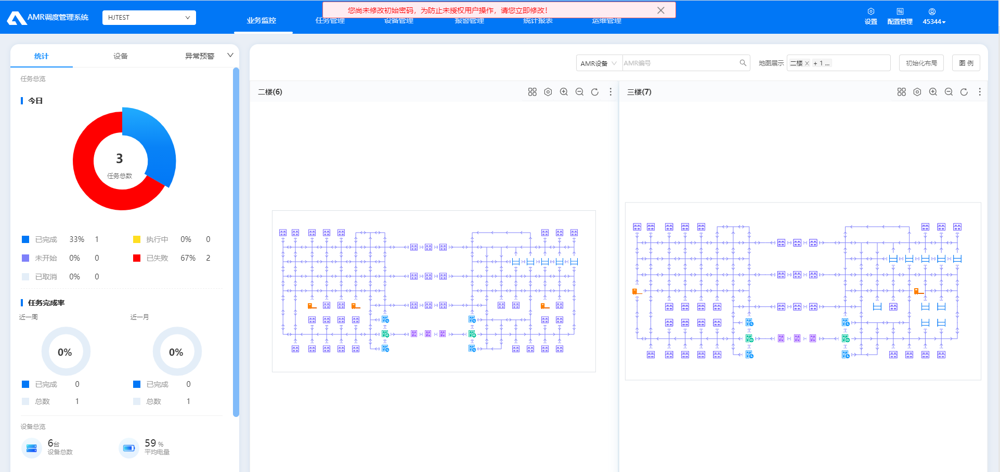 AMR调度管理系统
HJTEST
您尚未修改初始密码，为防止未授权用户操作，请您立即修改！
业务监控
任务管理
设备管理
报警管理
统计报表
运维管理
设置
配置管理
45344
统计
设备
异常预警
任务总览
今日
3
任务总数
已完成 33% 1
执行中 0% 0
未开始 0% 0
已失败 67% 2
已取消 0% 0
任务完成率
近一周
近一月
0%
0%
已完成 0
已完成 0
总数 1
总数 1
设备总览
6台
设备总数
59 %
平均电量
AMR设备
AMR编号
地图展示
二楼
+ 1 ...
初始化布局
图 例
二楼(6)
三楼(7)